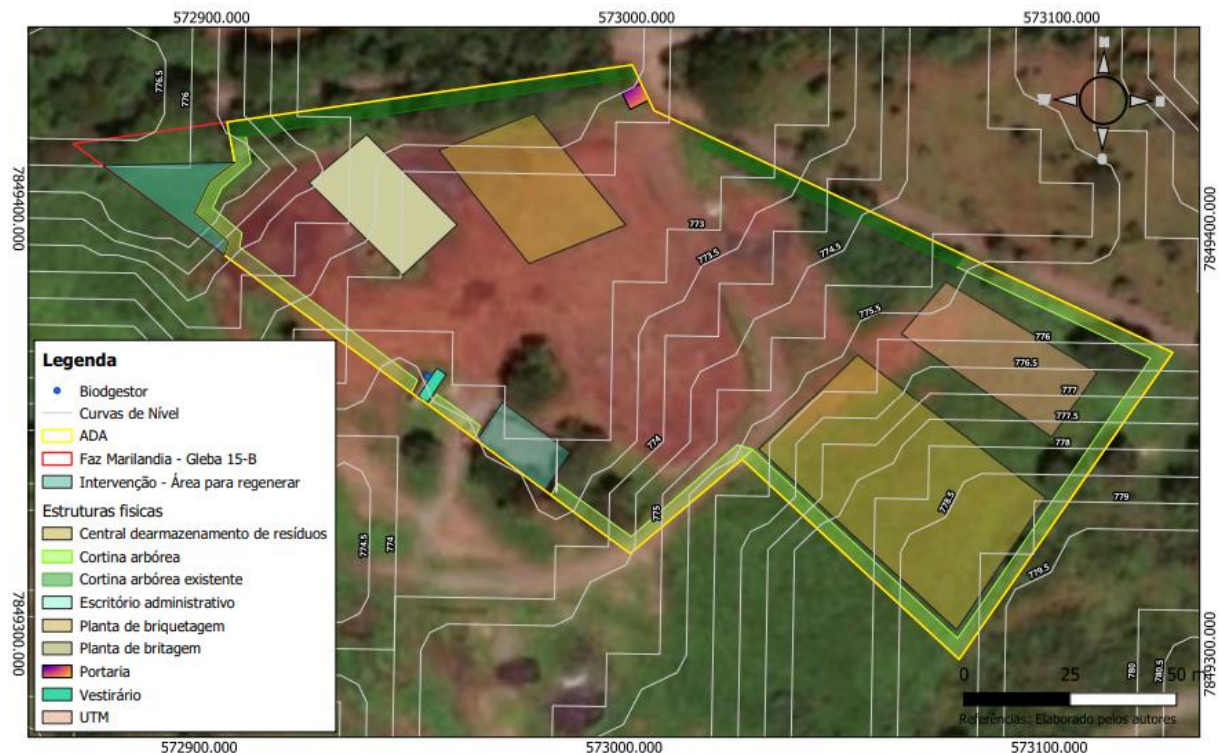 572900.000
573000.000
573100.000
776.5
776
7849400.000
7849400.000
773
773.5
774.5
775.5
776
776.5
777
777.5
778
778.5
779
779.5
774
775
774.5
774
780
780.5
Legenda
Biodgestor
Curvas de Nível
ADA
Faz Marilandia - Gleba 15-B
Intervenção - Área para regenerar
Estruturas fisicas
Central dearmazenamento de resíduos
Cortina arbórea
Cortina arbórea existente
Escritório administrativo
Planta de briquetagem
Planta de britagem
Portaria
Vestirário
UTM
7849300.000
7849300.000
0 25 50 m
Referências: Elaborado pelos autores
572900.000
573000.000
573100.000